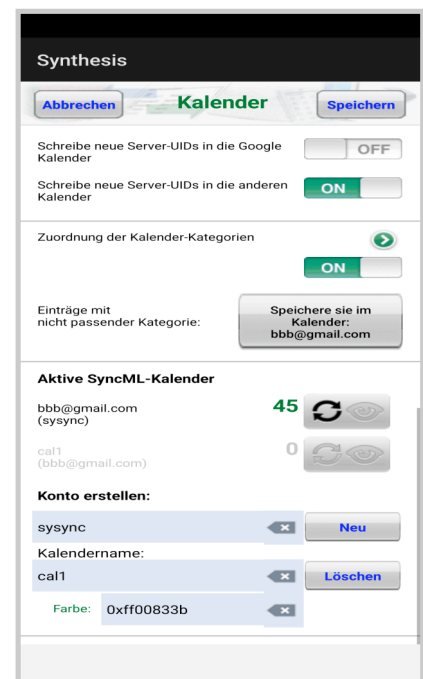 Synthesis
Abbrechen Kalender Speichern
Schreibe neue Server-UIDs in die Google
Kalender
OFF
Schreibe neue Server-UIDs in die anderen
Kalender
ON
Zuordnung der Kalender-Kategorien
ON
Einträge mit
nicht passender Kategorie:
Speichere sie im
Kalender:
bbb@gmail.com
Aktive SyncML-Kalender
bbb@gmail.com
(sysync)
45
cal1
(bbb@gmail.com)
0
Konto erstellen:
sysync Neu
Kalendername:
cal1 Löschen
Farbe: 0xff00833b